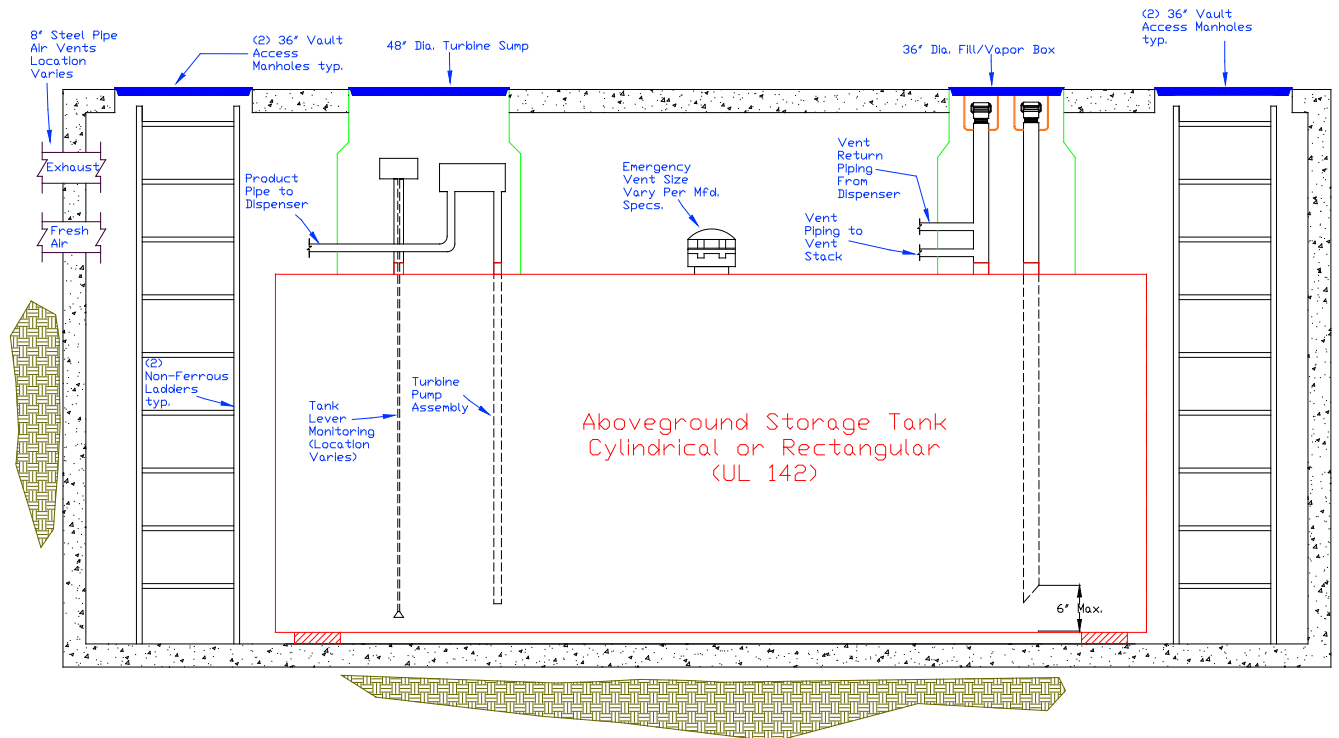 8" Steel Pipe
Air Vents
Location
Varies
(2) 36" Vault
Access
Manholes typ.
48" Dia. Turbine Sump
36" Dia. Fill/Vapor Box
(2) 36" Vault
Access Manholes
typ.
Exhaust
Fresh
Air
Product
Pipe to
Dispenser
Emergency
Vent Size
Vary Per Mfd.
Specs.
Vent
Return
Piping
From
Dispenser
Vent
Piping to
Vent
Stack
(2)
Non-Ferrous
Ladders
typ.
Tank
Lever
Monitoring
(Location
Varies)
Turbine
Pump
Assembly
Aboveground Storage Tank
Cylindrical or Rectangular
(UL 142)
6" Max.